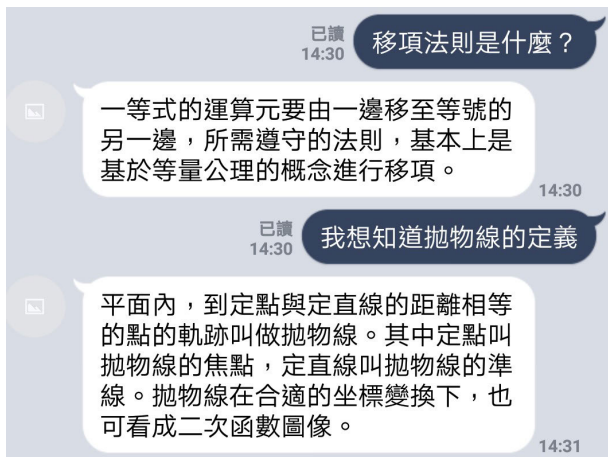 已讀
14:30
移項法則是什麼？
一等式的運算元要由一邊移至等號的
另一邊，所需遵守的法則，基本上是
基於等量公理的概念進行移項。
14:30
已讀
14:30
我想知道拋物線的定義
平面內，到定點與定直線的距離相等
的點的軌跡叫做拋物線。其中定點叫
拋物線的焦點，定直線叫拋物線的準
線。拋物線在合適的坐標變換下，也
可看成二次函數圖像。
14:31